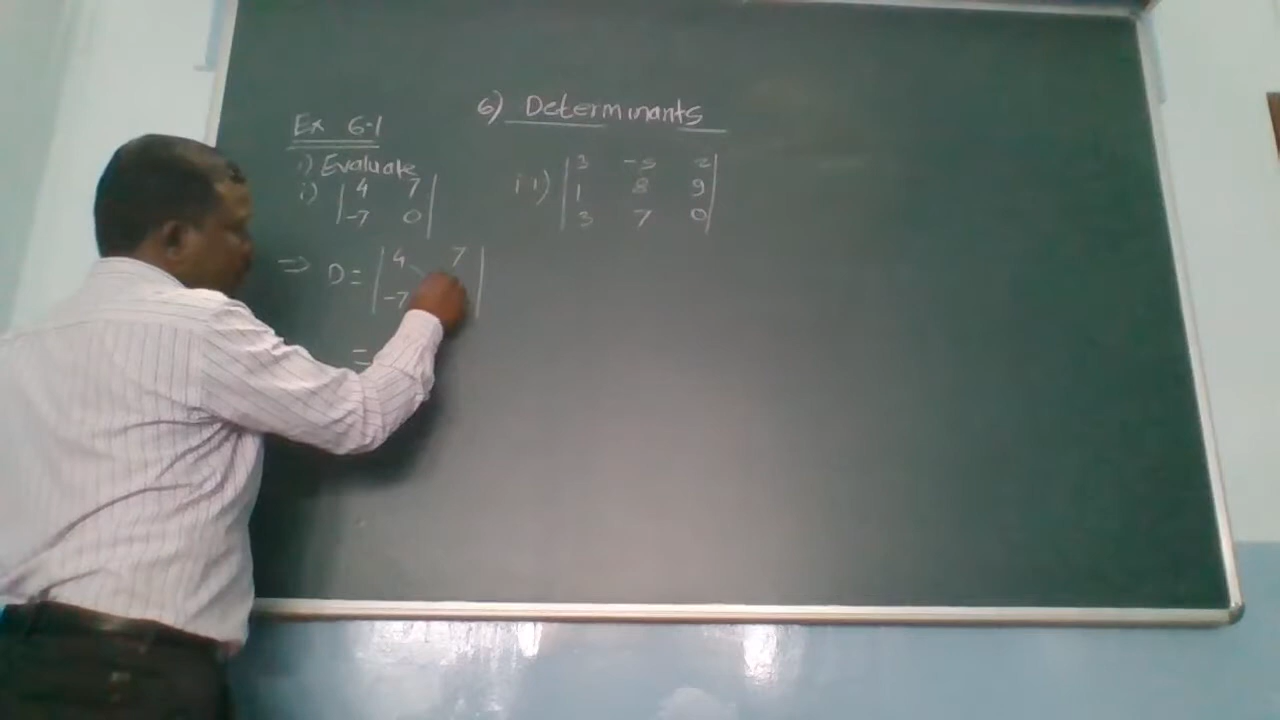 6) Determinants
Ex 6-1
1) Evaluate
i) | 4 7 |
| -7 0 |
ii) | 3 -5 2 |
| 1 8 9 |
| 3 7 0 |
⇒ D = | 4 7 |
| -7 |
=